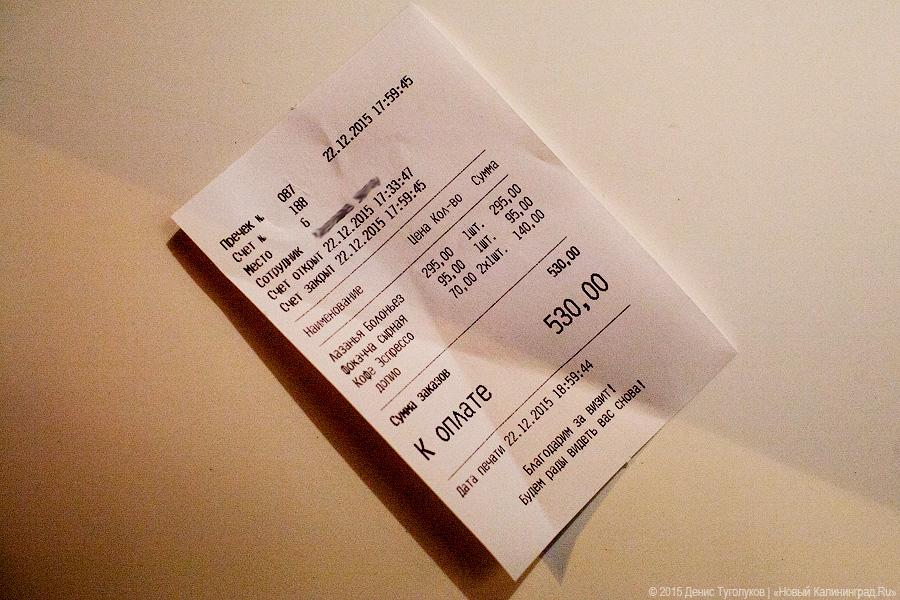 22.12.2015 17:59:45
Пречек № 087
Счет № 188
Место 6
Сотрудник
Счет открыт 22.12.2015 17:33:47
Счет закрыт 22.12.2015 17:59:45
Наименование Цена Кол-во Сумма
Лазанья Болоньез 295,00 1шт. 295,00
Фокачча сырная 95,00 1шт. 95,00
Кофе Эспрессо 70,00 2x1шт. 140,00
допио
Сумма заказов 530,00
К оплате 530,00
Дата печати 22.12.2015 18:59:44
Благодарим за визит!
Будем рады видеть вас снова!
© 2015 Денис Туголуков | «Новый Калининград.Ru»